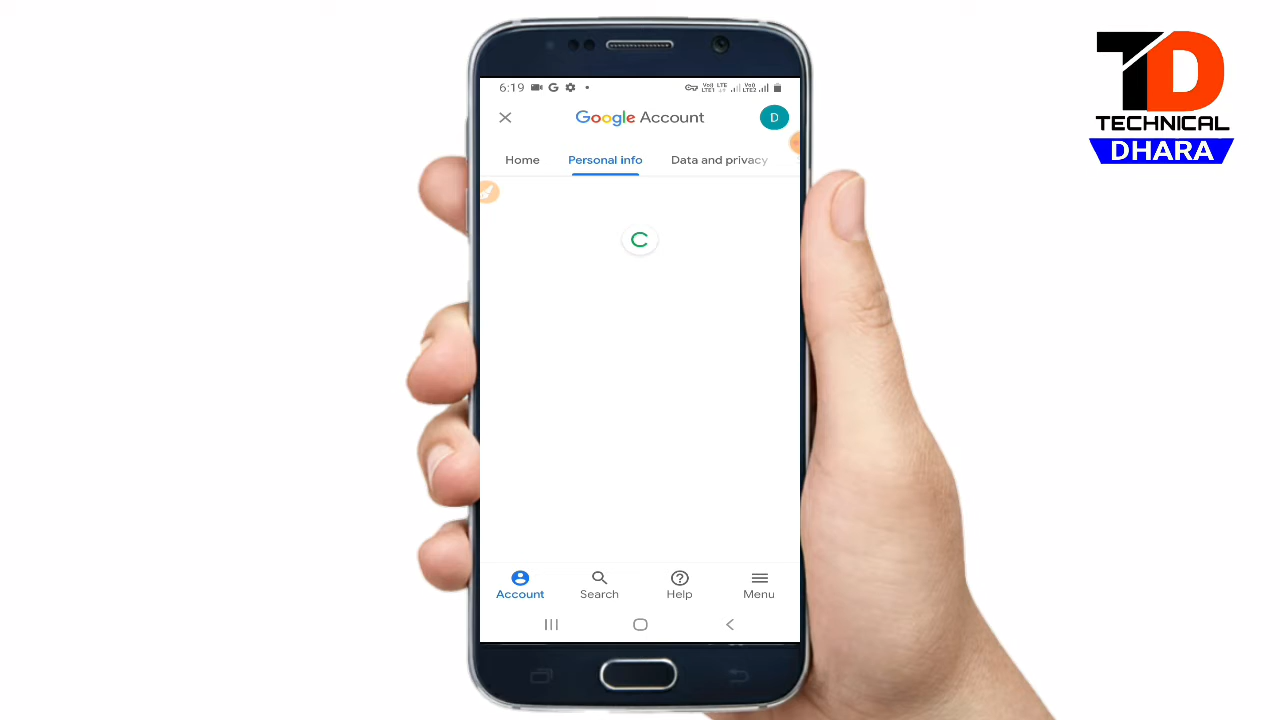 6:19
Google Account
D
Home Personal info Data and privacy
Account Search Help Menu
TD
TECHNICAL
DHARA